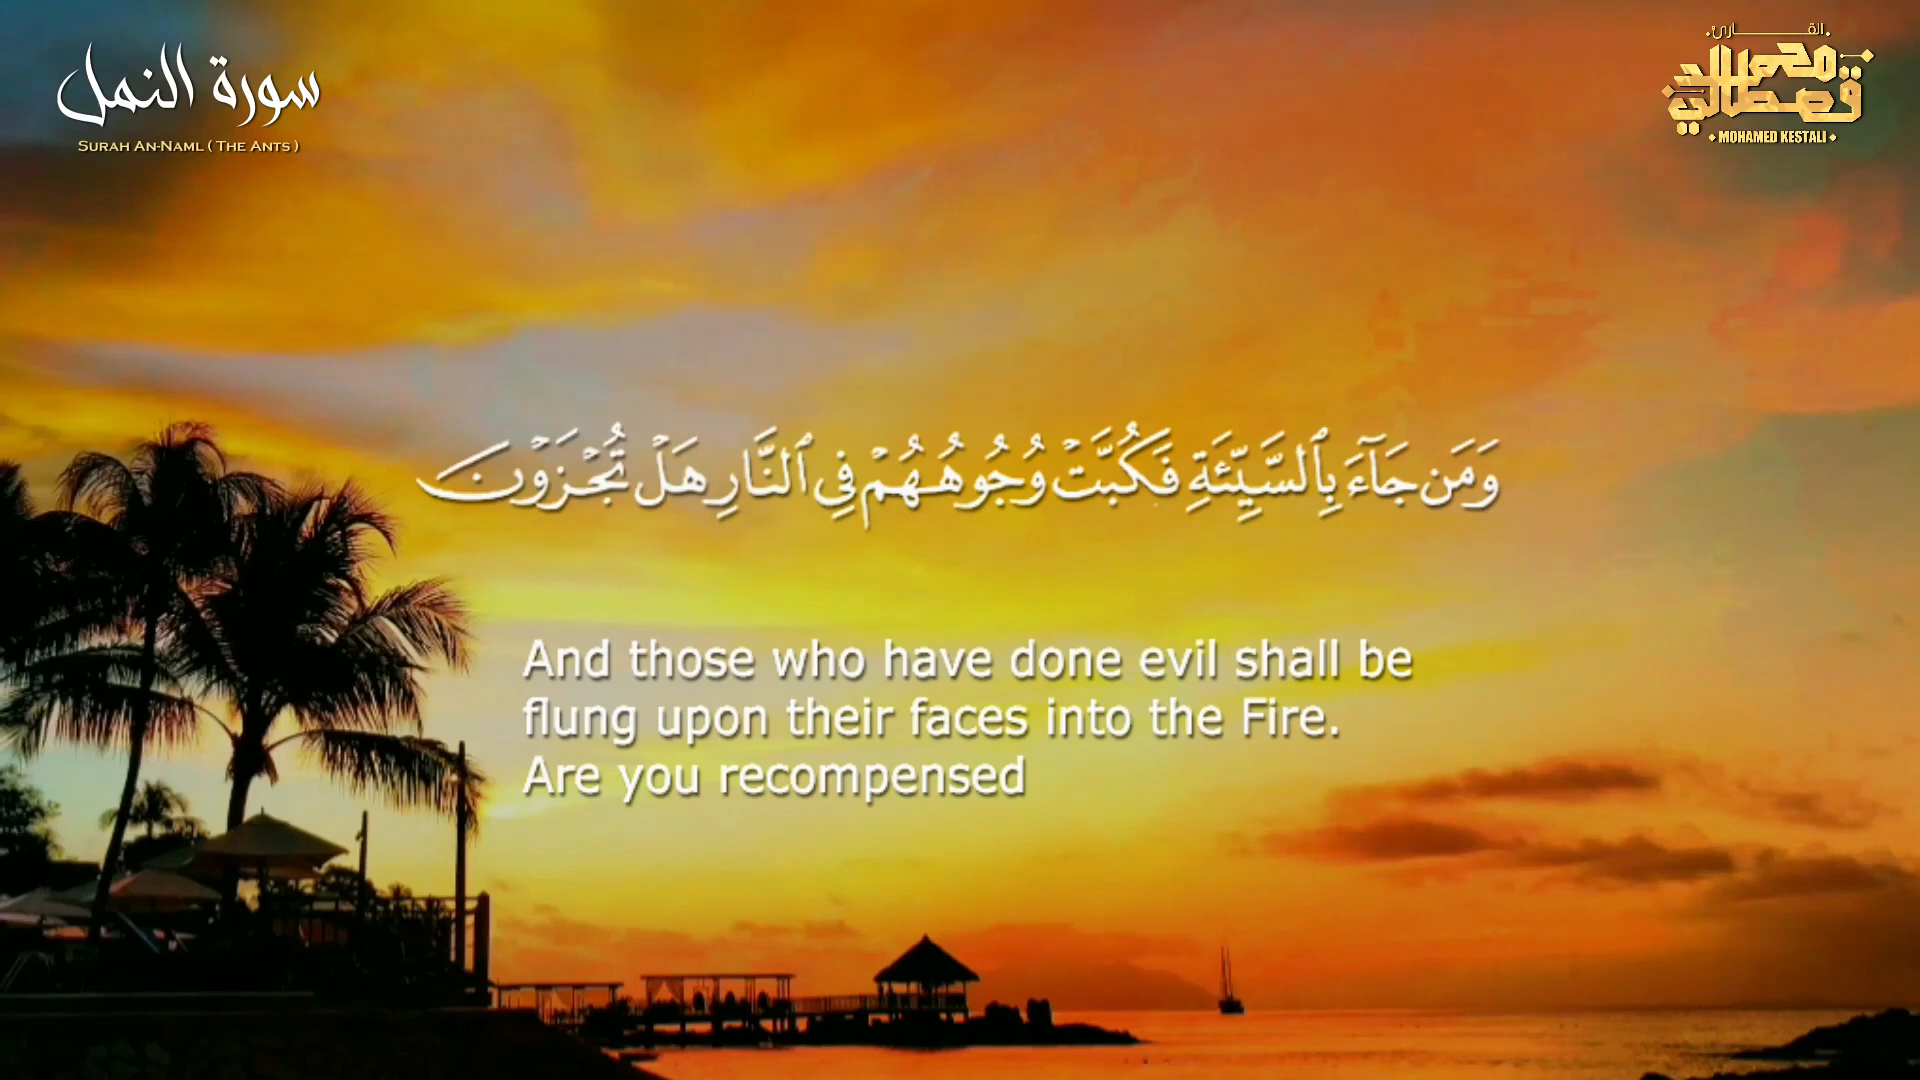 سورة النمل
SURAH AN-NAML ( THE ANTS )
القارئ
محمد
قصطالي
MOHAMED KESTALI
وَمَن جَآءَ بِٱلسَّيِّئَةِ فَكُبَّتْ وُجُوهُهُمْ فِى ٱلنَّارِ هَلْ تُجْزَوْنَ
And those who have done evil shall be
flung upon their faces into the Fire.
Are you recompensed